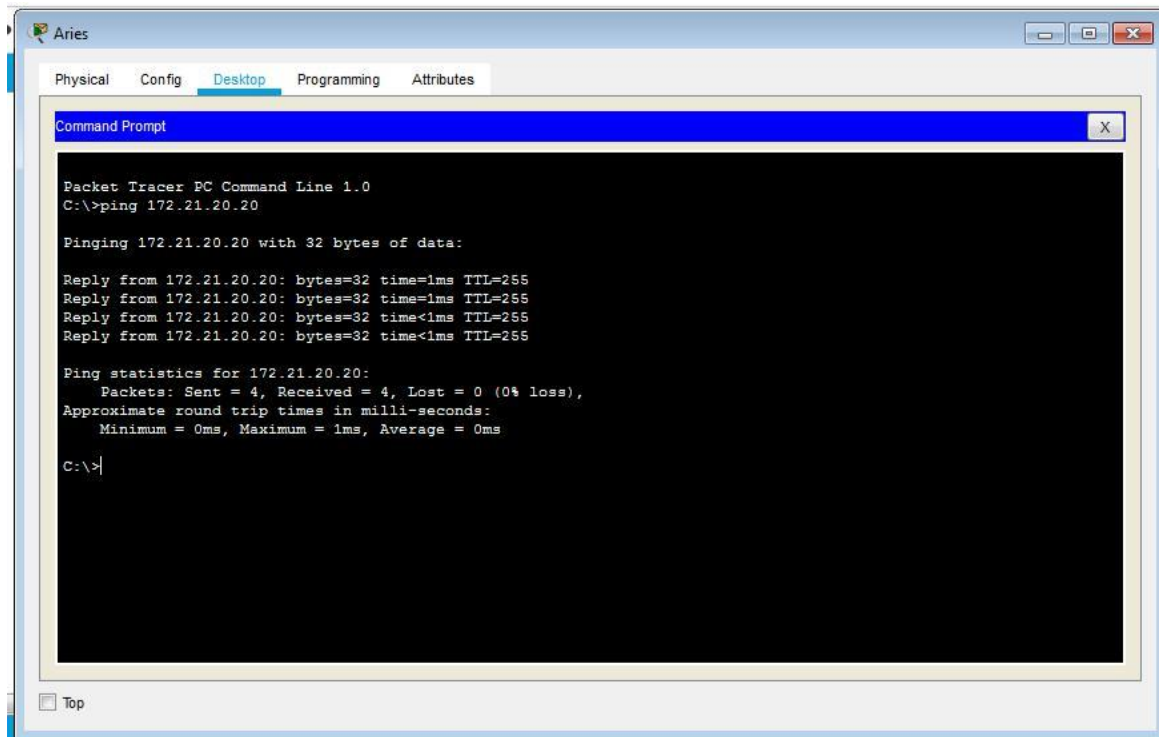 Aries
Physical Config Desktop Programming Attributes
Command Prompt
X
Packet Tracer PC Command Line 1.0
C:\>ping 172.21.20.20
Pinging 172.21.20.20 with 32 bytes of data:
Reply from 172.21.20.20: bytes=32 time=1ms TTL=255
Reply from 172.21.20.20: bytes=32 time=1ms TTL=255
Reply from 172.21.20.20: bytes=32 time<1ms TTL=255
Reply from 172.21.20.20: bytes=32 time<1ms TTL=255
Ping statistics for 172.21.20.20:
Packets: Sent = 4, Received = 4, Lost = 0 (0% loss),
Approximate round trip times in milli-seconds:
Minimum = 0ms, Maximum = 1ms, Average = 0ms
C:\>
Top